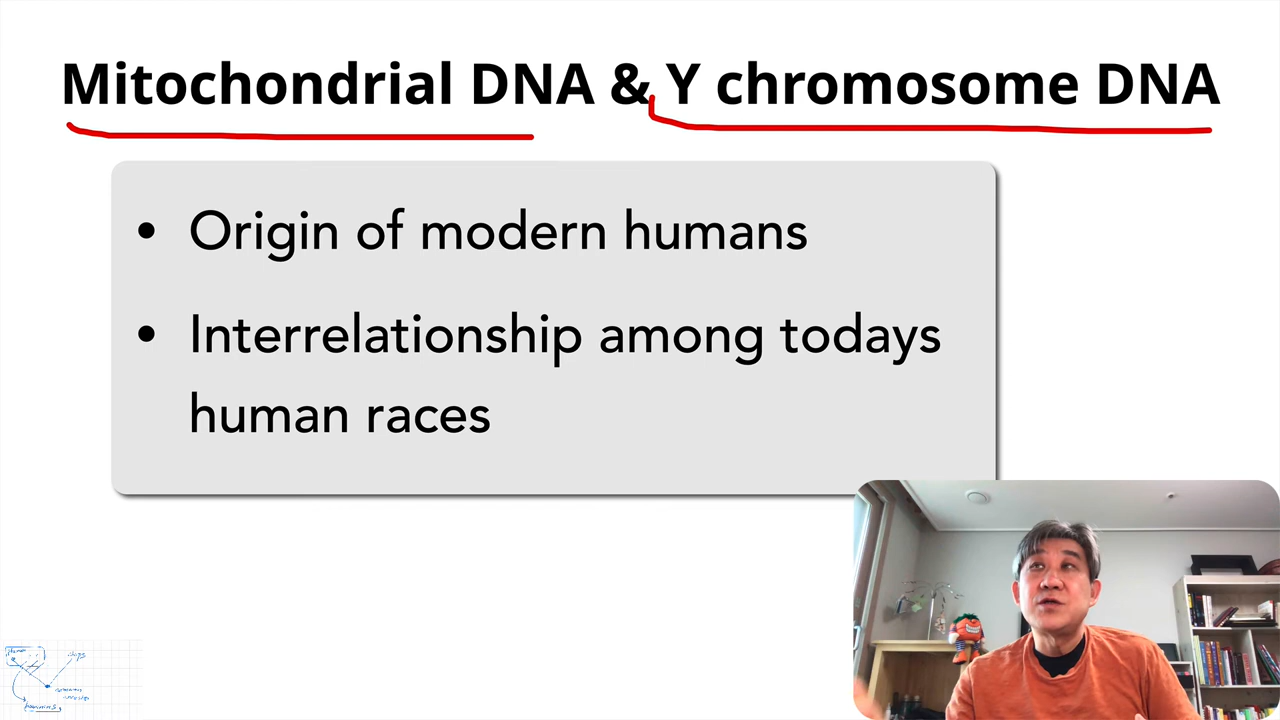 Mitochondrial DNA & Y chromosome DNA
• Origin of modern humans
• Interrelationship among todays
human races